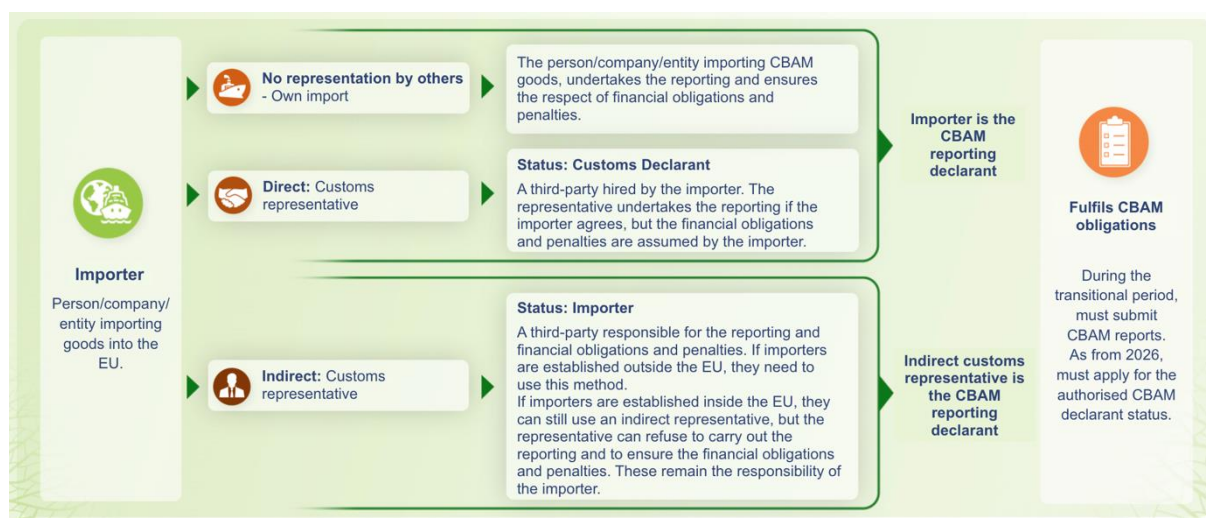 Importer
Person/company/
entity importing
goods into the
EU.
No representation by others
- Own import
The person/company/entity importing CBAM
goods, undertakes the reporting and ensures
the respect of financial obligations and
penalties.
Direct: Customs
representative
Status: Customs Declarant
A third-party hired by the importer. The
representative undertakes the reporting if the
importer agrees, but the financial obligations
and penalties are assumed by the importer.
Importer is the
CBAM
reporting
declarant
Indirect: Customs
representative
Status: Importer
A third-party responsible for the reporting and
financial obligations and penalties. If importers
are established outside the EU, they need to
use this method.
If importers are established inside the EU, they
can still use an indirect representative, but the
representative can refuse to carry out the
reporting and to ensure the financial obligations
and penalties. These remain the responsibility of
the importer.
Indirect customs
representative is
the CBAM
reporting
declarant
Fulfils CBAM
obligations
During the
transitional period,
must submit
CBAM reports.
As from 2026,
must apply for the
authorised CBAM
declarant status.